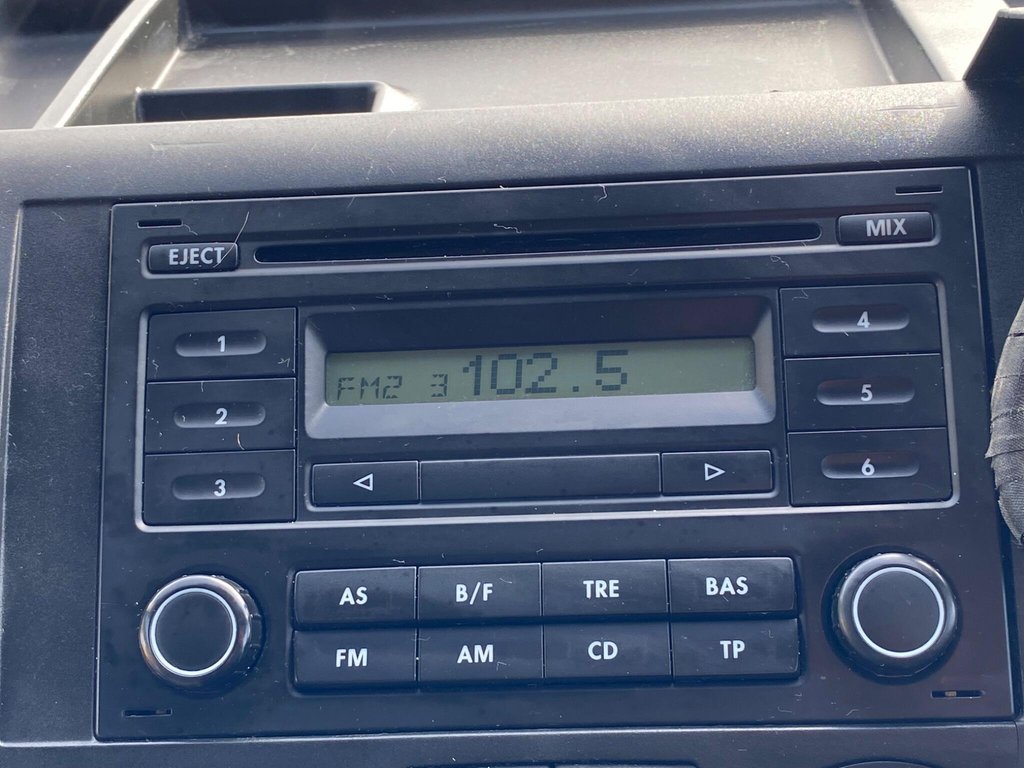 EJECT MIX
1 4
FM2 3 102.5
2 5
3 6
AS B/F TRE BAS
FM AM CD TP